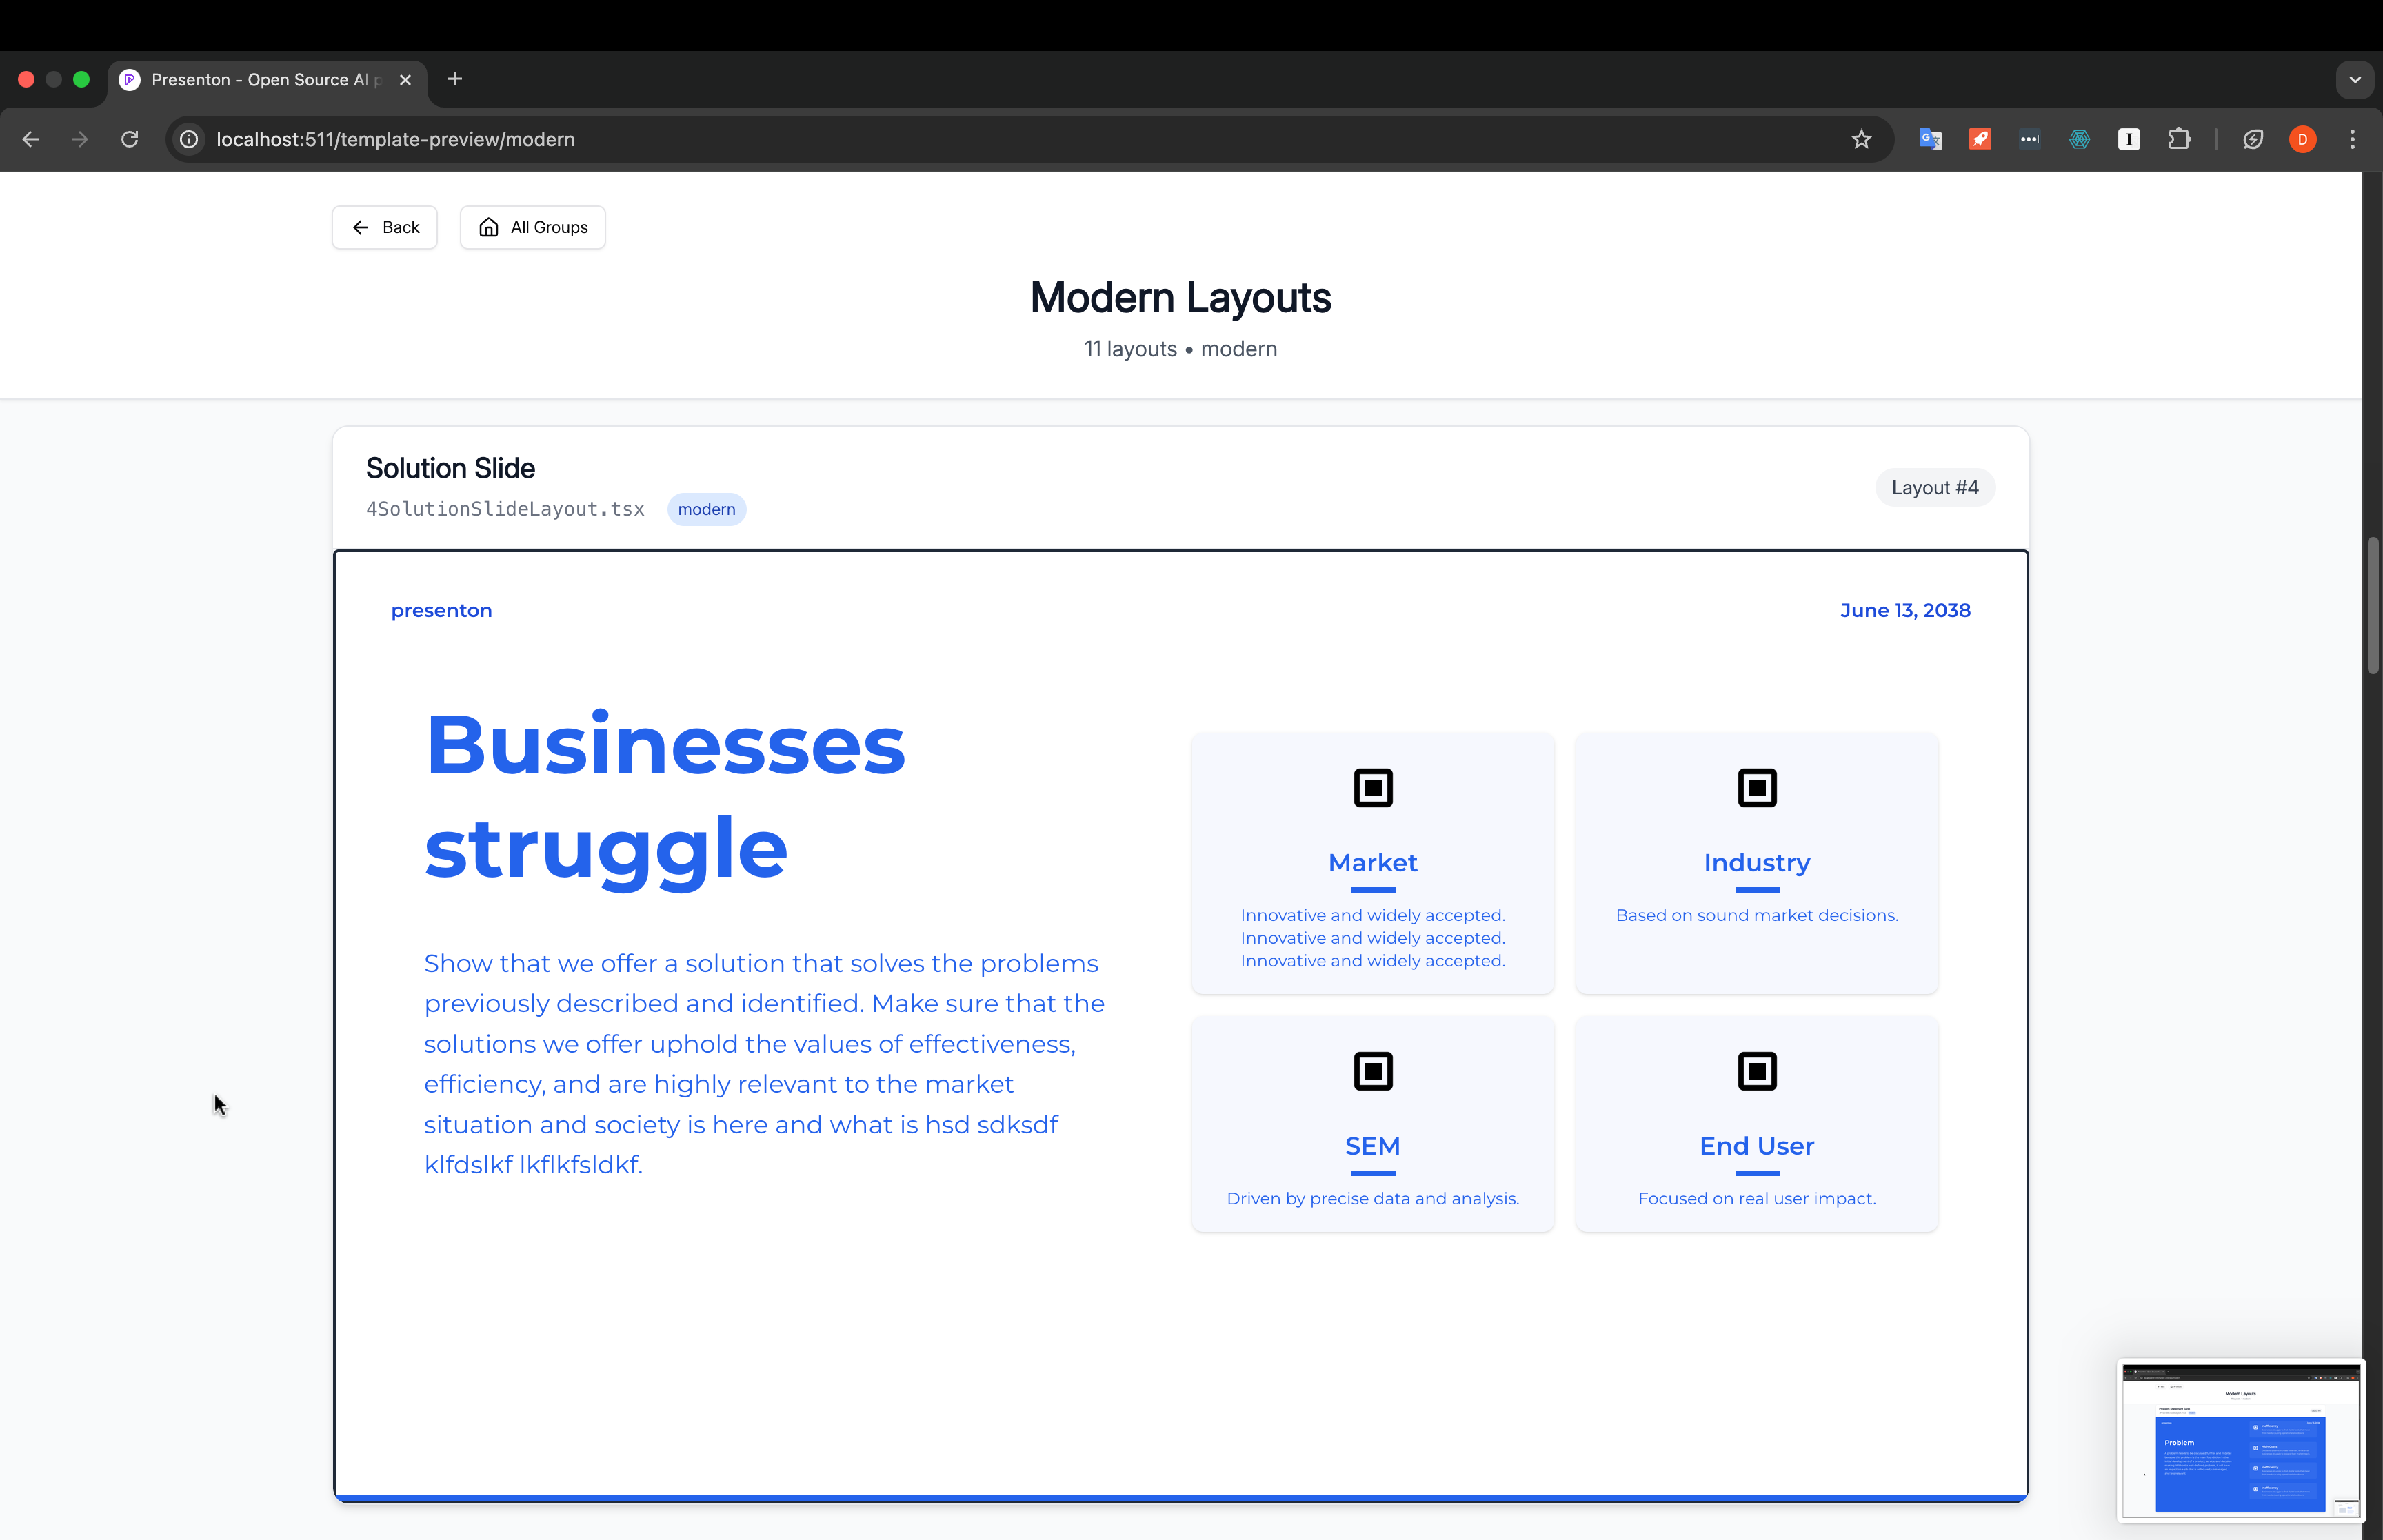 Presenton - Open Source AI p
localhost:511/template-preview/modern
D
Back
All Groups
Modern Layouts
11 layouts • modern
Solution Slide
4SolutionSlideLayout.tsx
modern
Layout #4
presenton
June 13, 2038
Businesses
struggle
Show that we offer a solution that solves the problems
previously described and identified. Make sure that the
solutions we offer uphold the values of effectiveness,
efficiency, and are highly relevant to the market
situation and society is here and what is hsd sdksdf
klfdslkf lkflkfsldkf.
Market
Innovative and widely accepted.
Innovative and widely accepted.
Innovative and widely accepted.
Industry
Based on sound market decisions.
SEM
Driven by precise data and analysis.
End User
Focused on real user impact.
Modern Layouts
Problem